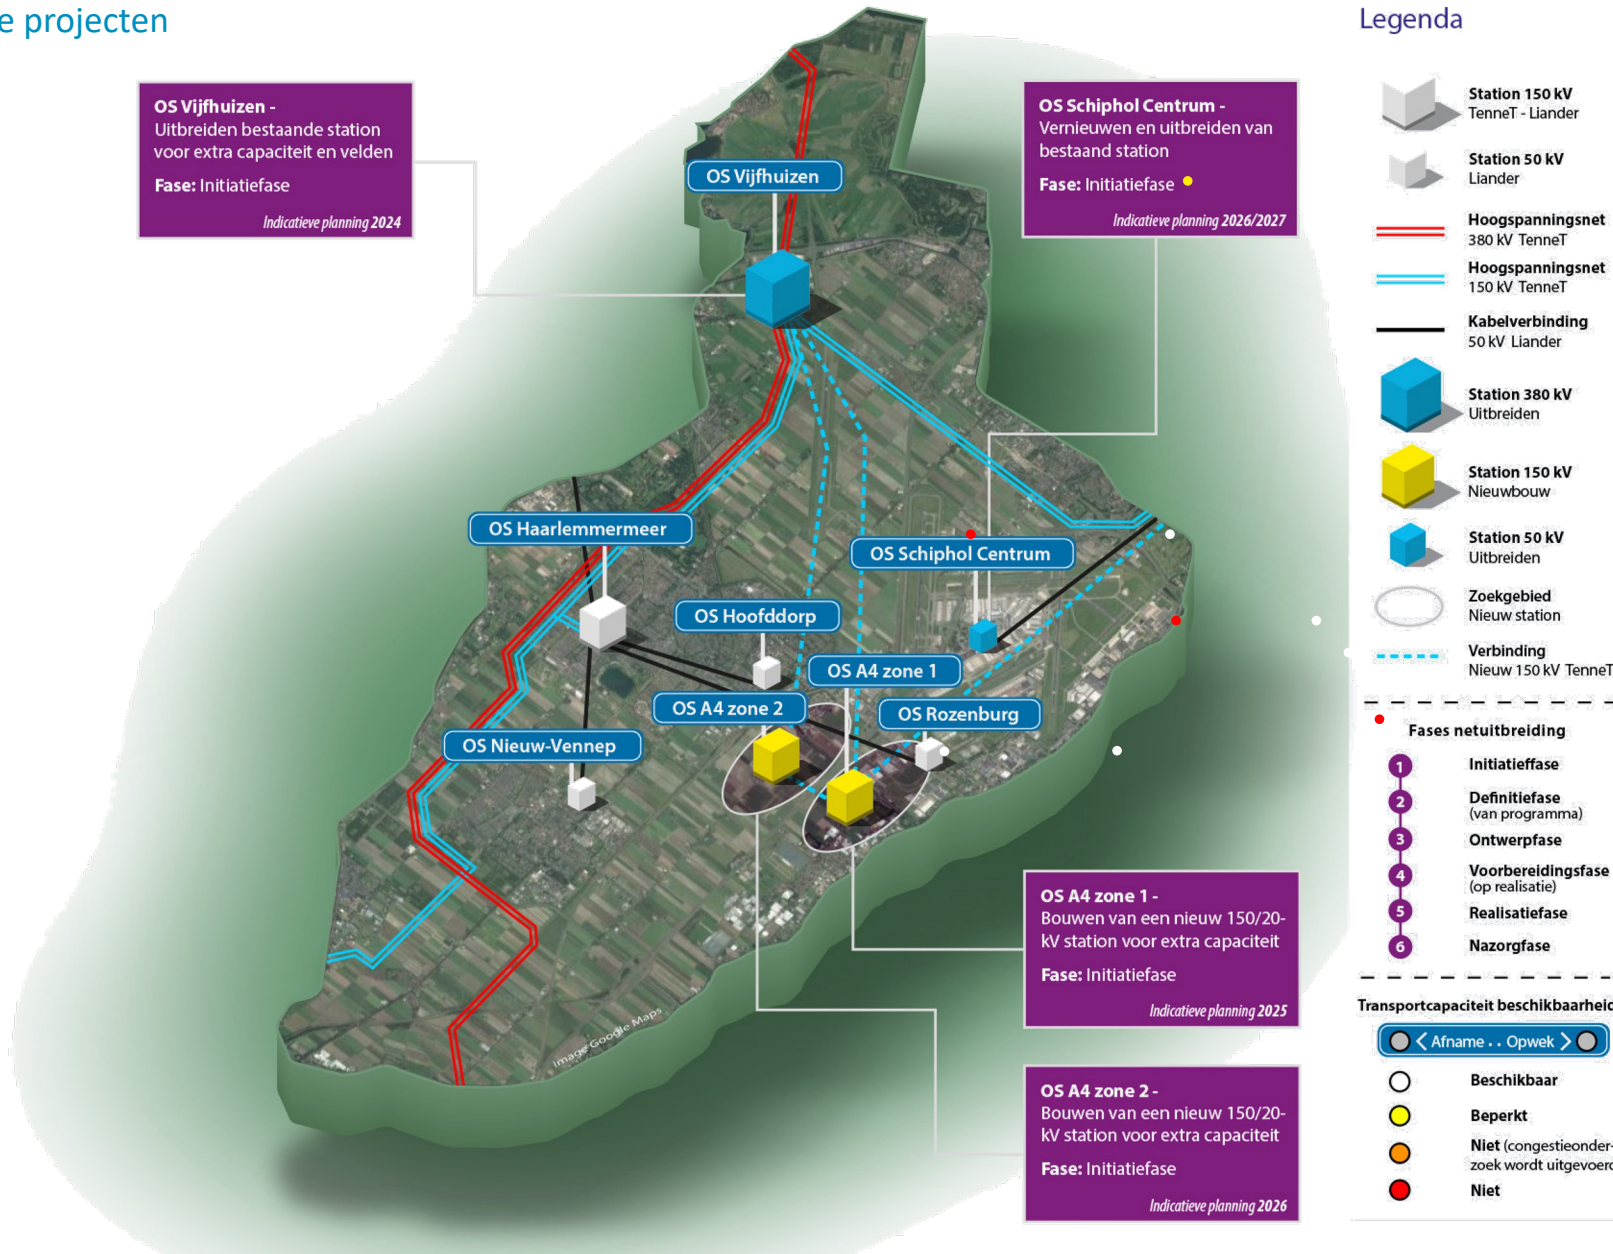 e projecten
OS Vijfhuizen -
Uitbreiden bestaande station
voor extra capaciteit en velden
Fase: Initiatiefase
Indicatieve planning 2024
OS Schiphol Centrum -
Vernieuwen en uitbreiden van
bestaand station
Fase: Initiatiefase
Indicatieve planning 2026/2027
OS Vijfhuizen
OS Haarlemmermeer
OS Schiphol Centrum
OS Hoofddorp
OS A4 zone 1
OS A4 zone 2
OS Rozenburg
OS Nieuw-Vennep
OS A4 zone 1 -
Bouwen van een nieuw 150/20-
kV station voor extra capaciteit
Fase: Initiatiefase
Indicatieve planning 2025
OS A4 zone 2 -
Bouwen van een nieuw 150/20-
kV station voor extra capaciteit
Fase: Initiatiefase
Indicatieve planning 2026
Image Google Maps
Legenda
Station 150 kV
TenneT - Liander
Station 50 kV
Liander
Hoogspanningsnet
380 kV TenneT
Hoogspanningsnet
150 kV TenneT
Kabelverbinding
50 kV Liander
Station 380 kV
Uitbreiden
Station 150 kV
Nieuwbouw
Station 50 kV
Uitbreiden
Zoekgebied
Nieuw station
Verbinding
Nieuw 150 kV TenneT
Fases netuitbreiding
1 Initiatieffase
2 Definitiefase
(van programma)
3 Ontwerpfase
4 Voorbereidingsfase
(op realisatie)
5 Realisatiefase
6 Nazorgfase
Transportcapaciteit beschikbaarheid
< Afname . . Opwek >
Beschikbaar
Beperkt
Niet (congestieonder-
zoek wordt uitgevoerd
Niet